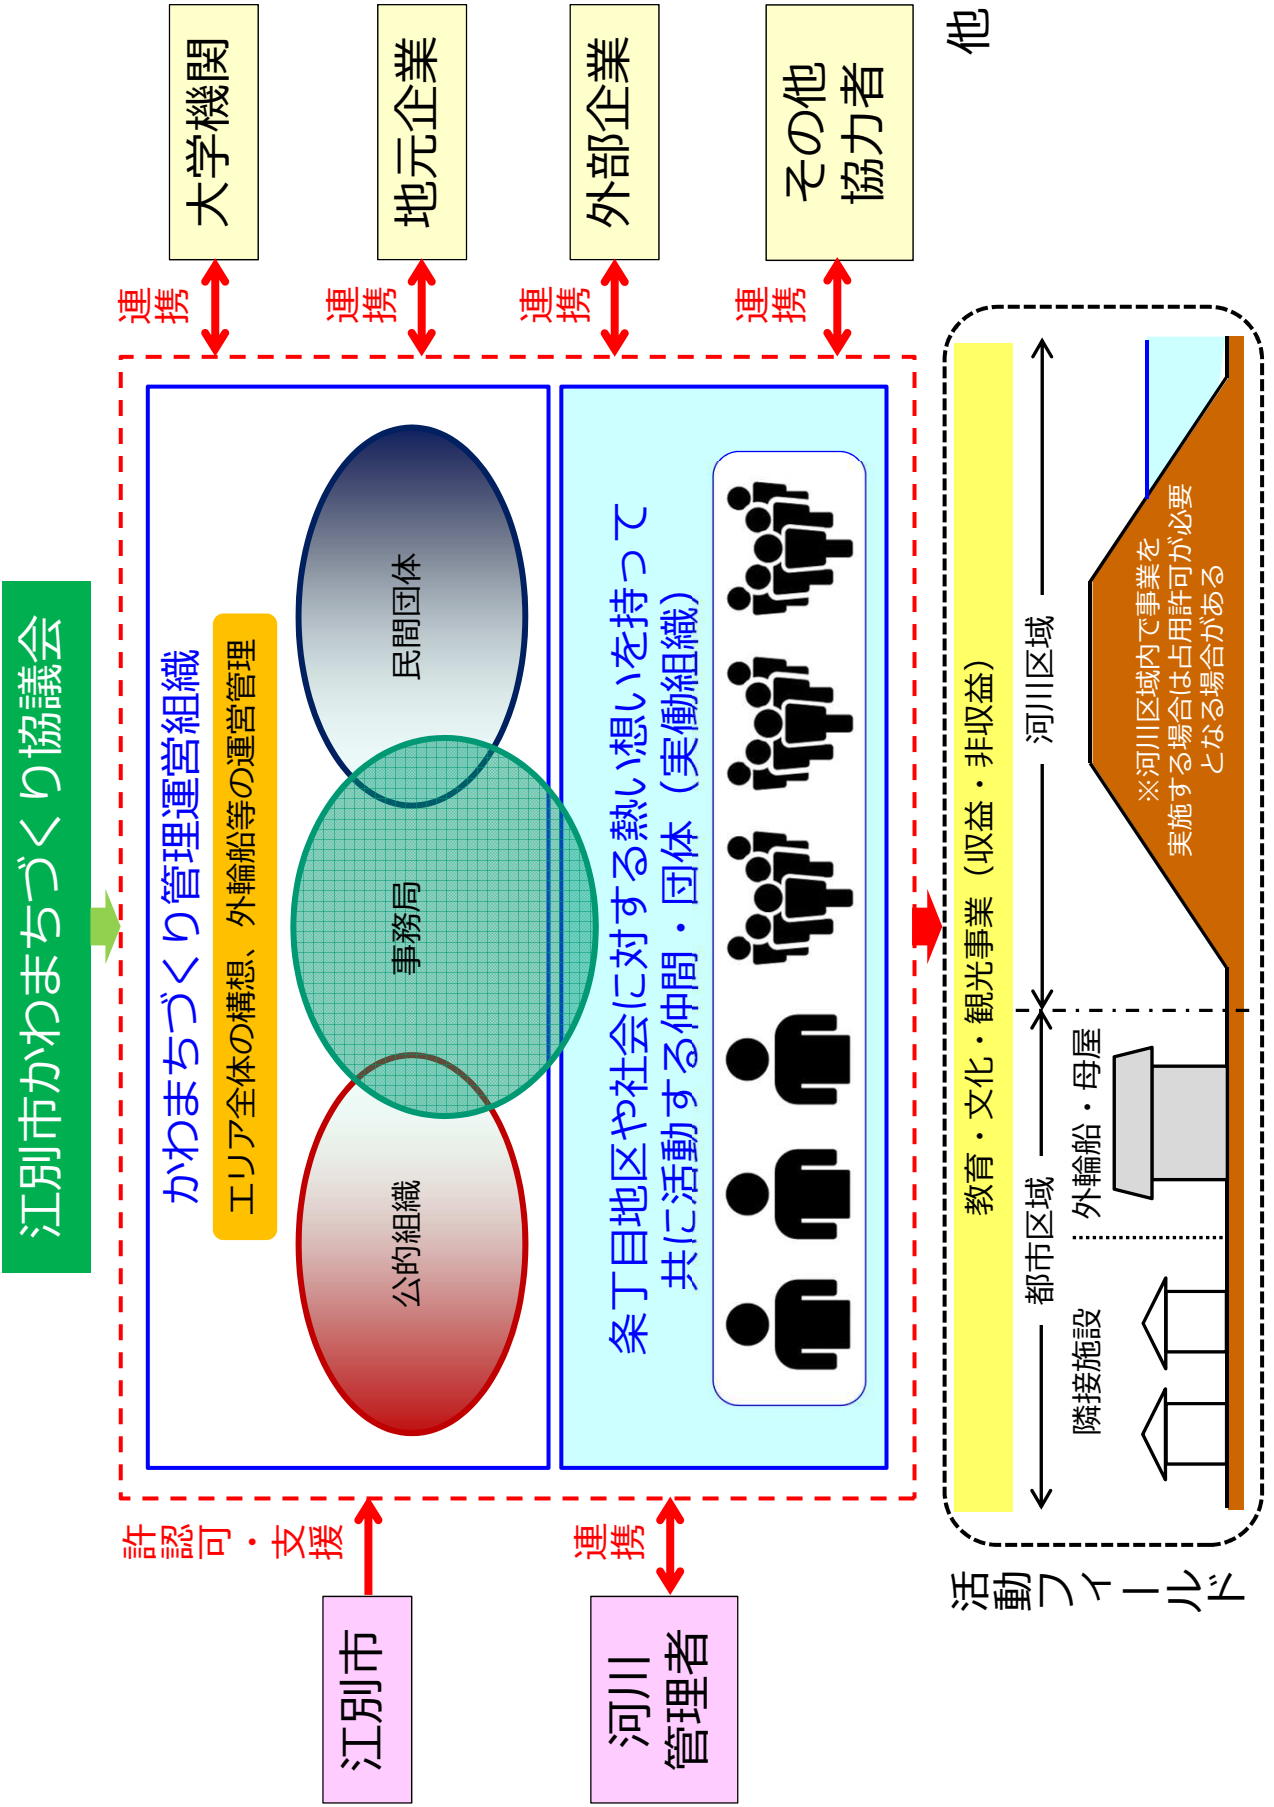 江別市かわまちづくり協議会
かわまちづくり管理運営組織
エリア全体の構想、外輪船等の運営管理
公的組織
事務局
民間団体
条丁目地区や社会に対する熱い想いを持って
共に活動する仲間・団体（実働組織）
江別市
許認可・支援
河川
管理者
連携
大学機関
連携
地元企業
連携
外部企業
連携
その他
協力者
連携
他
活動フィールド
教育・文化・観光事業（収益・非収益）
都市区域
河川区域
隣接施設
外輪船・母屋
※河川区域内で事業を
実施する場合は占用許可が必要
となる場合がある